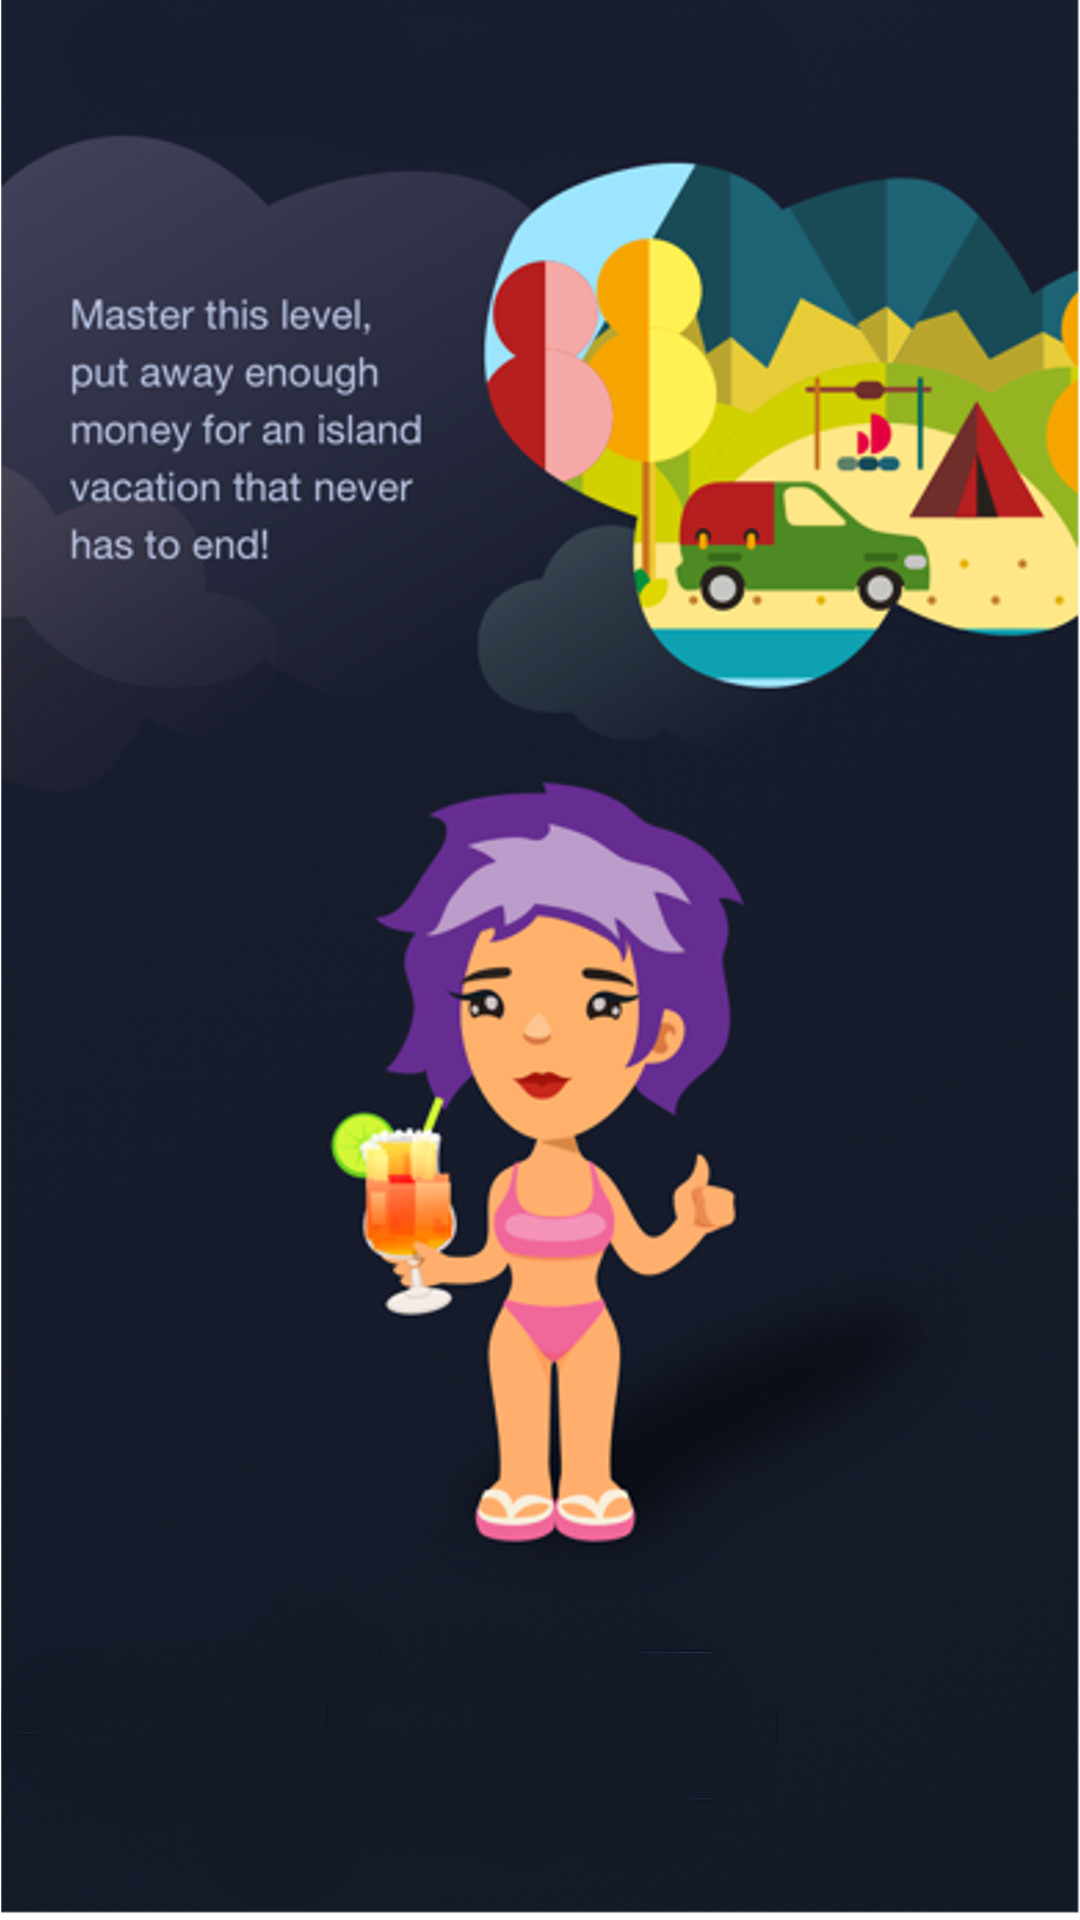 Master this level,
put away enough
money for an island
vacation that never
has to end!